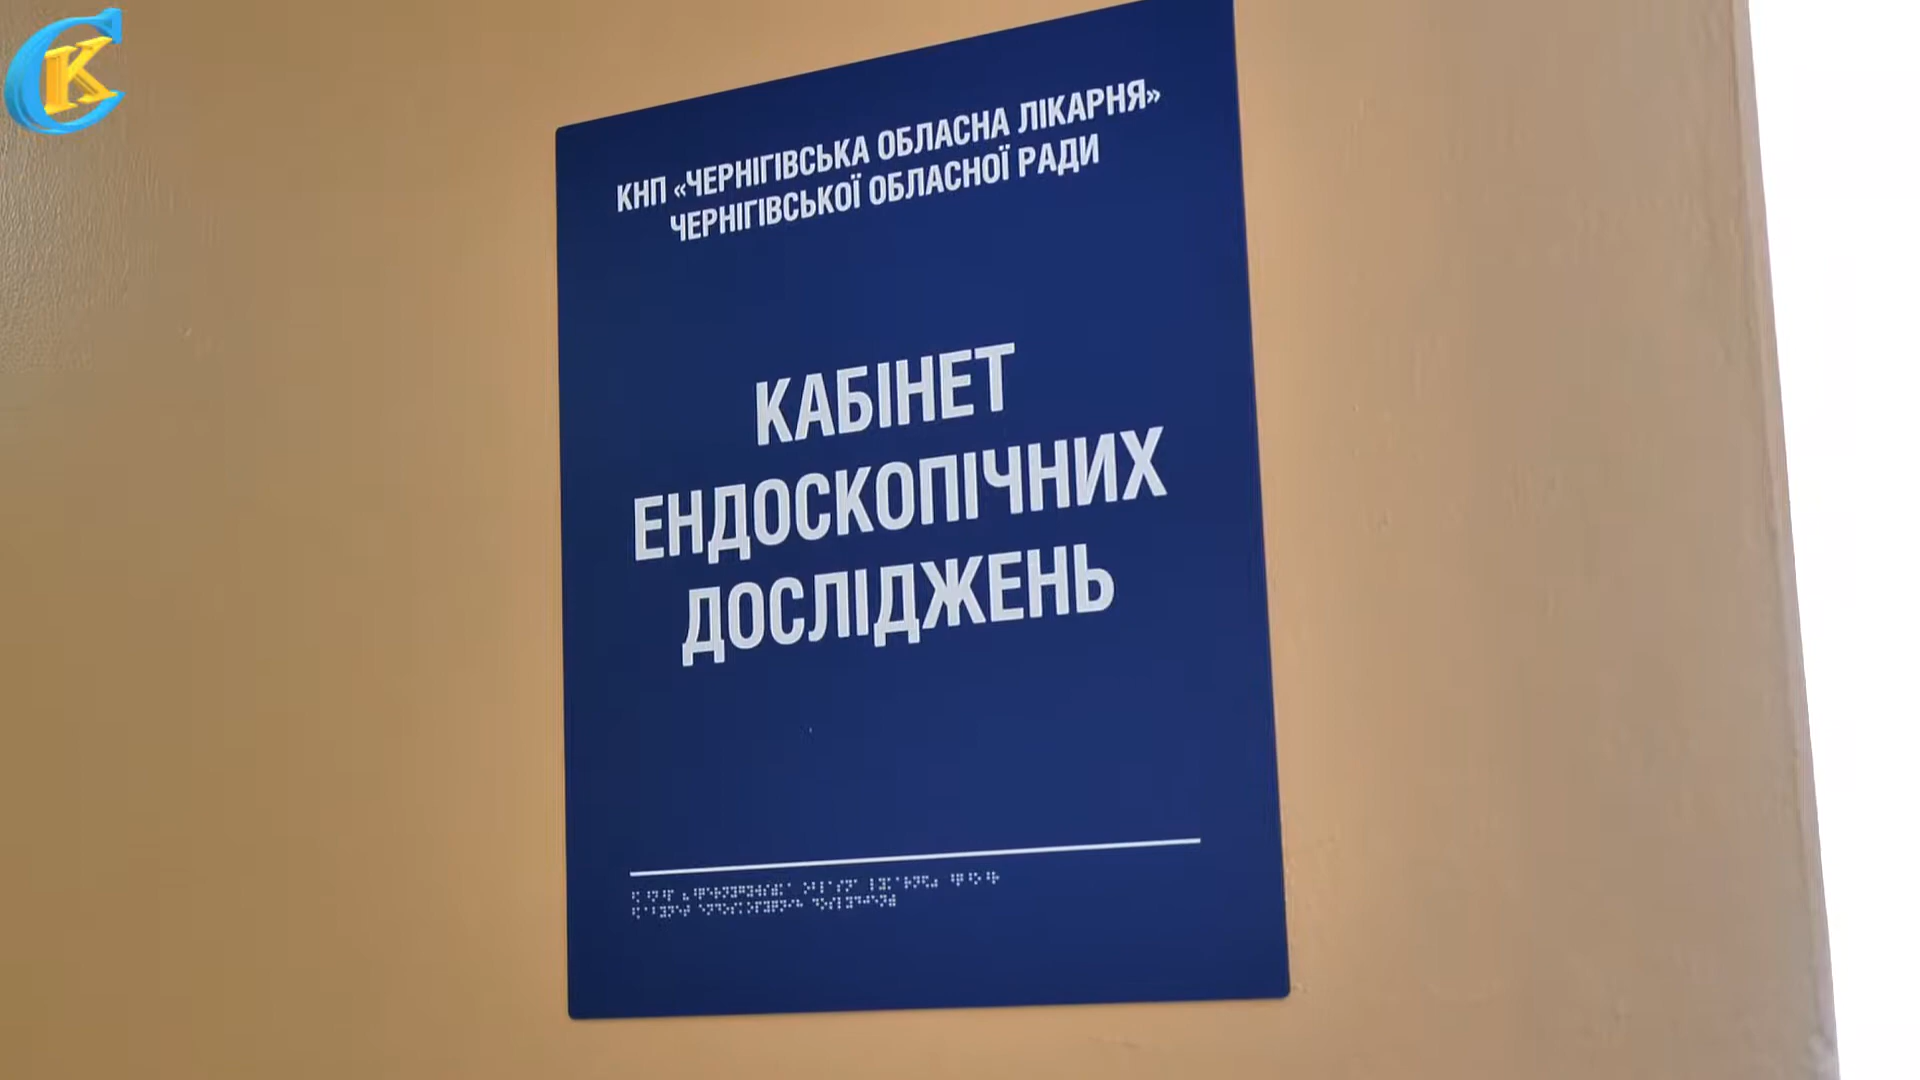 КНП «ЧЕРНІГІВСЬКА ОБЛАСНА ЛІКАРНЯ»
ЧЕРНІГІВСЬКОЇ ОБЛАСНОЇ РАДИ
КАБІНЕТ
ЕНДОСКОПІЧНИХ
ДОСЛІДЖЕНЬ